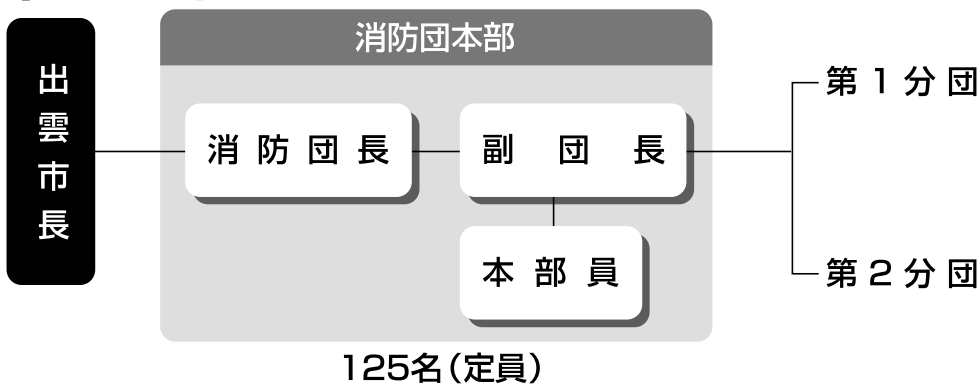 消防団本部
出雲市長
消防団長
副団長
第1分団
本部員
第2分団
125名(定員)